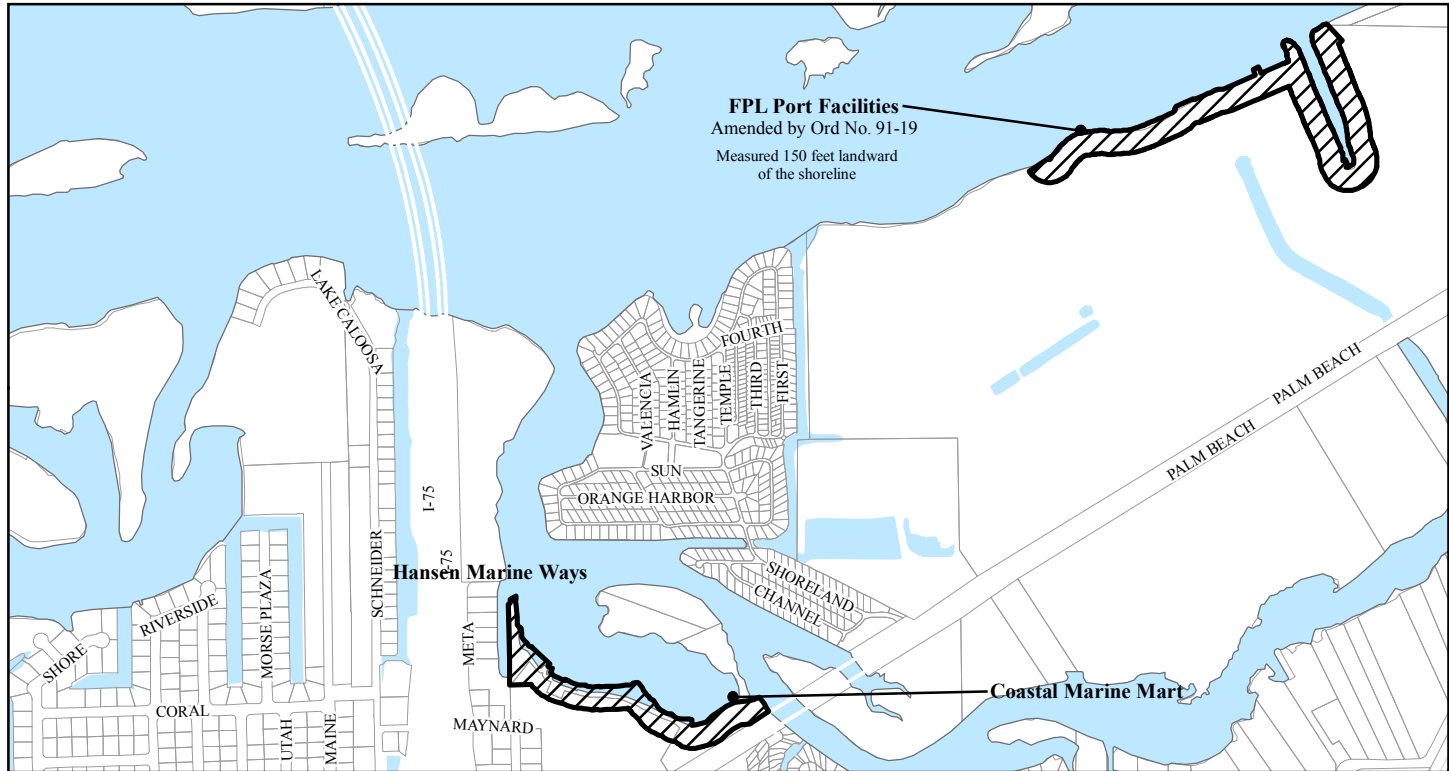 FPL Port Facilities
Amended by Ord No. 91-19
Measured 150 feet landward
of the shoreline
LAKE CALOOSA
FOURTH
VALENCIA
HAMLIN
TANGERINE
TEMPLE
THIRD
FIRST
PALM BEACH
PALM BEACH
SUN
ORANGE HARBOR
I-75
I-75
Hansen Marine Ways
SCHNEIDER
SHORELAND
CHANNEL
RIVERSIDE
MORSE PLAZA
SHORE
META
Coastal Marine Mart
CORAL
UTAH
MAINE
MAYNARD